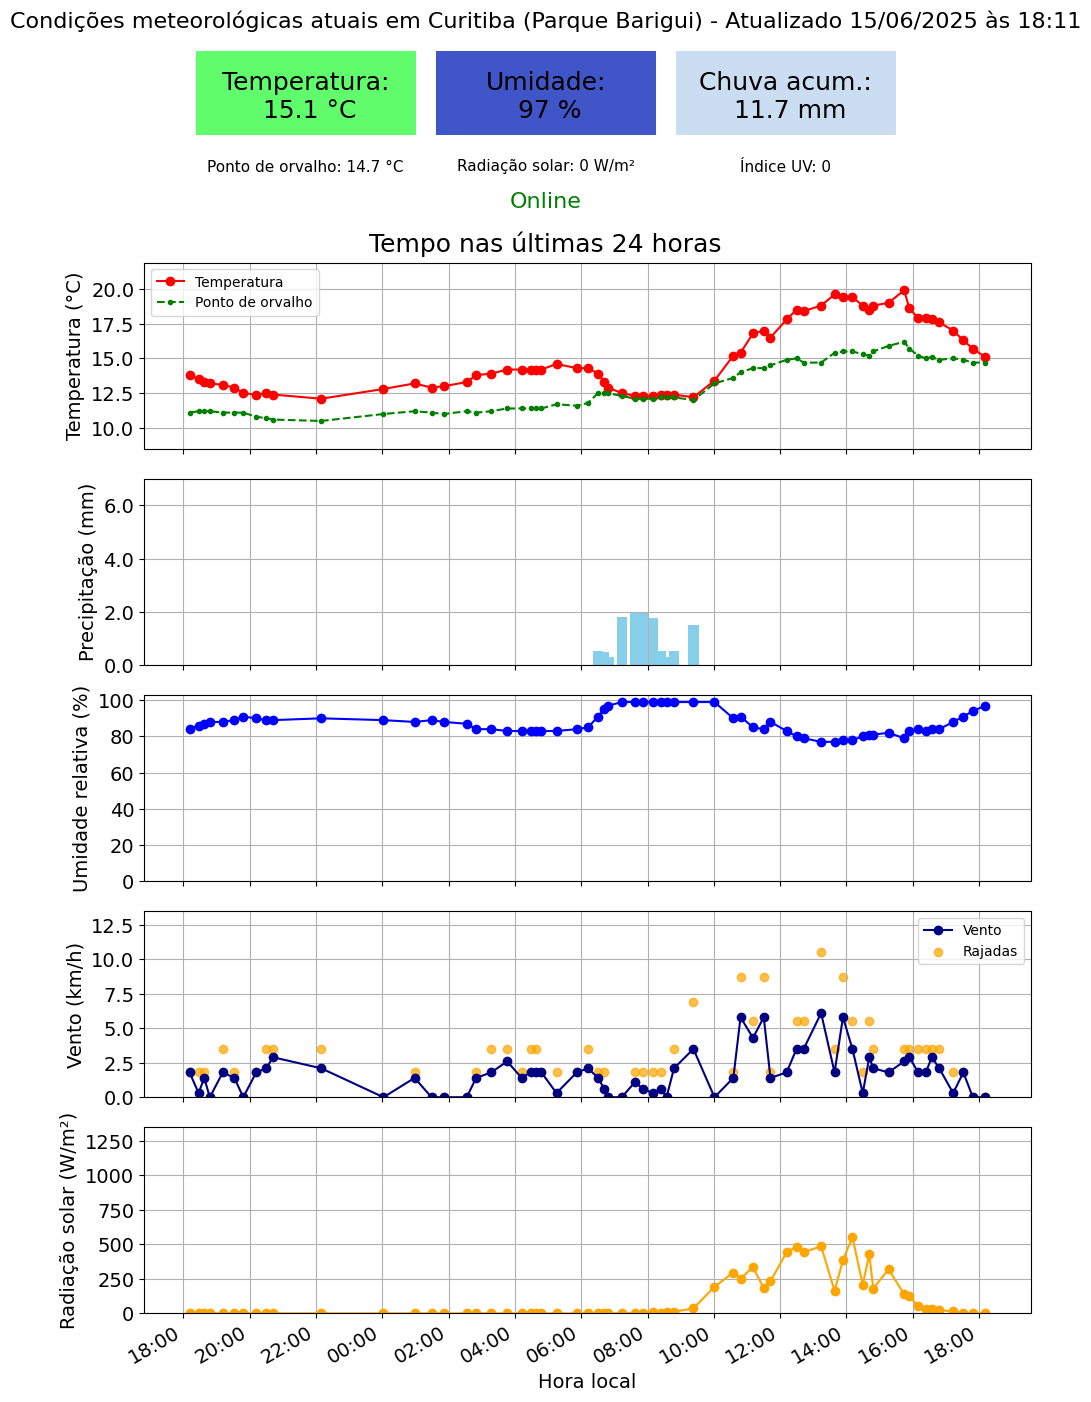 Condições meteorológicas atuais em Curitiba (Parque Barigui) - Atualizado 15/06/2025 às 18:11
Temperatura:
15.1 °C
Umidade:
97 %
Chuva acum.:
11.7 mm
Ponto de orvalho: 14.7 °C
Radiação solar: 0 W/m²
Índice UV: 0
Online
Tempo nas últimas 24 horas
Temperatura (°C)
20.0
17.5
15.0
12.5
10.0
Temperatura
Ponto de orvalho
Precipitação (mm)
6.0
4.0
2.0
0.0
Umidade relativa (%)
100
80
60
40
20
0
Vento (km/h)
12.5
10.0
7.5
5.0
2.5
0.0
Vento
Rajadas
Radiação solar (W/m²)
1250
1000
750
500
250
0
18:00
20:00
22:00
00:00
02:00
04:00
06:00
08:00
10:00
12:00
14:00
16:00
18:00
Hora local